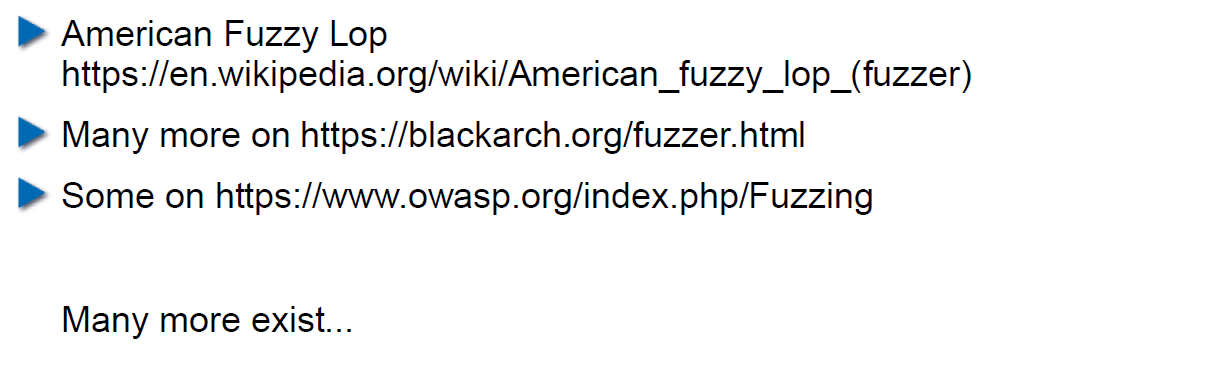 American Fuzzy Lop
https://en.wikipedia.org/wiki/American_fuzzy_lop_(fuzzer)
Many more on https://blackarch.org/fuzzer.html
Some on https://www.owasp.org/index.php/Fuzzing
Many more exist...